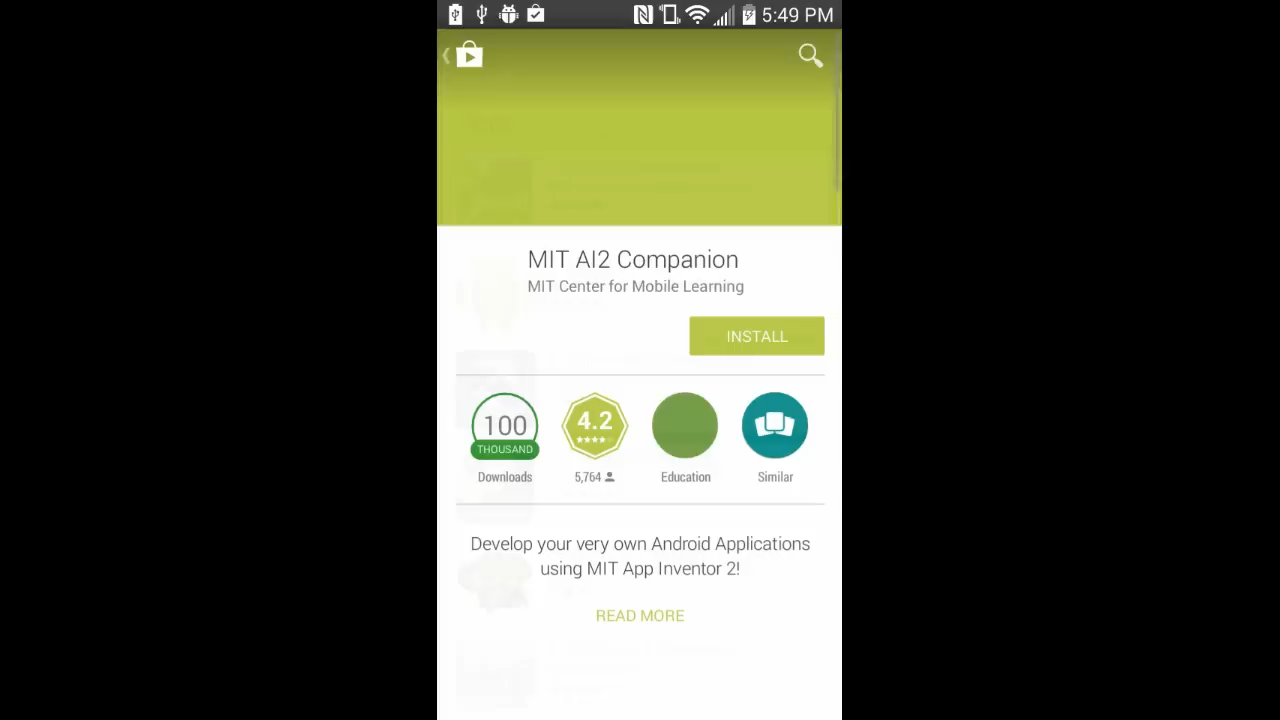 5:49 PM
MIT AI2 Companion
MIT Center for Mobile Learning
INSTALL
100
THOUSAND
4.2
Downloads
5,764
Education
Similar
Develop your very own Android Applications
using MIT App Inventor 2!
READ MORE